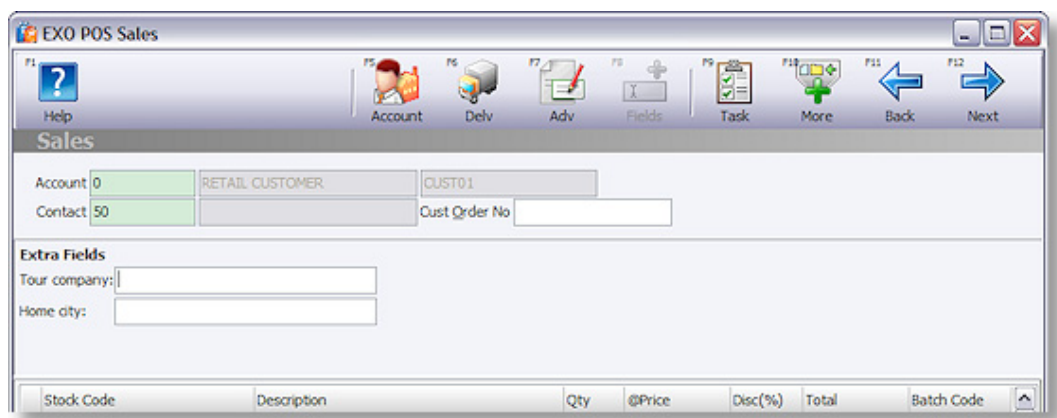 EXO POS Sales
F1 F5 F6 F7 F8 F9 F10 F11 F12
Help Account Delv Adv Fields Task More Back Next
Sales
Account 0 RETAIL CUSTOMER CUST01
Contact 50 Cust Order No
Extra Fields
Tour company:
Home city:
Stock Code Description Qty @Price Disc(%) Total Batch Code